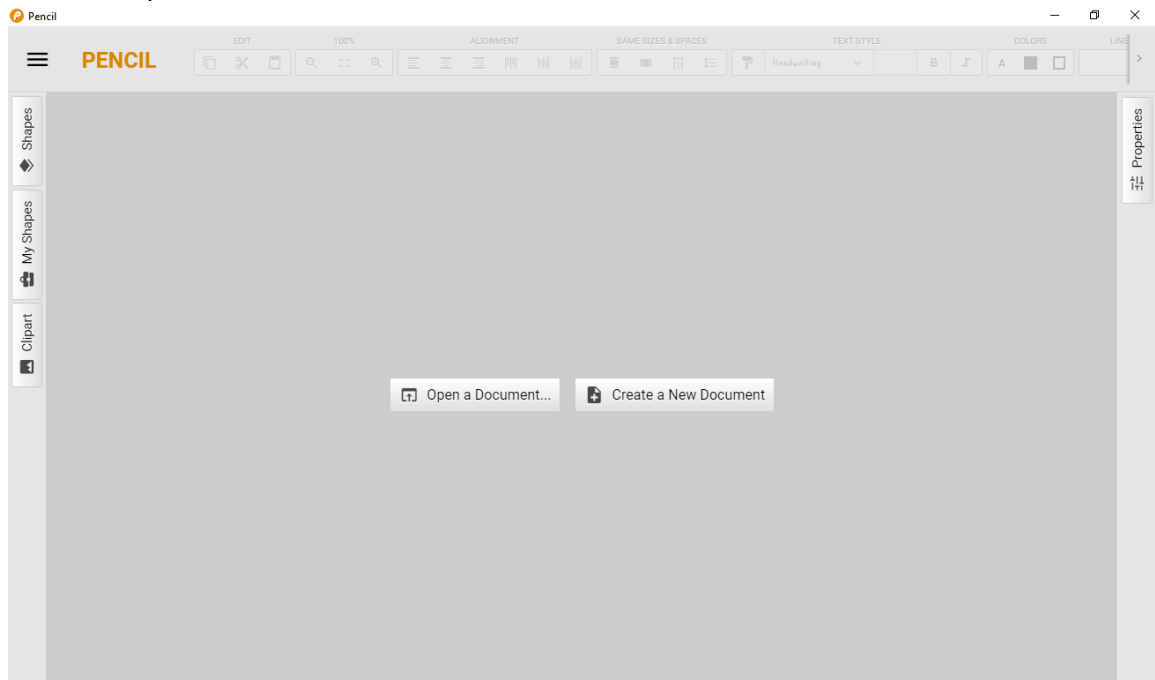 Pencil
EDIT
100%
ALIGNMENT
SAME SIZES & SPACES
TEXT STYLE
COLORS
LINE
PENCIL
Handwriting
B
I
A
Shapes
My Shapes
Clipart
Properties
Open a Document...
Create a New Document